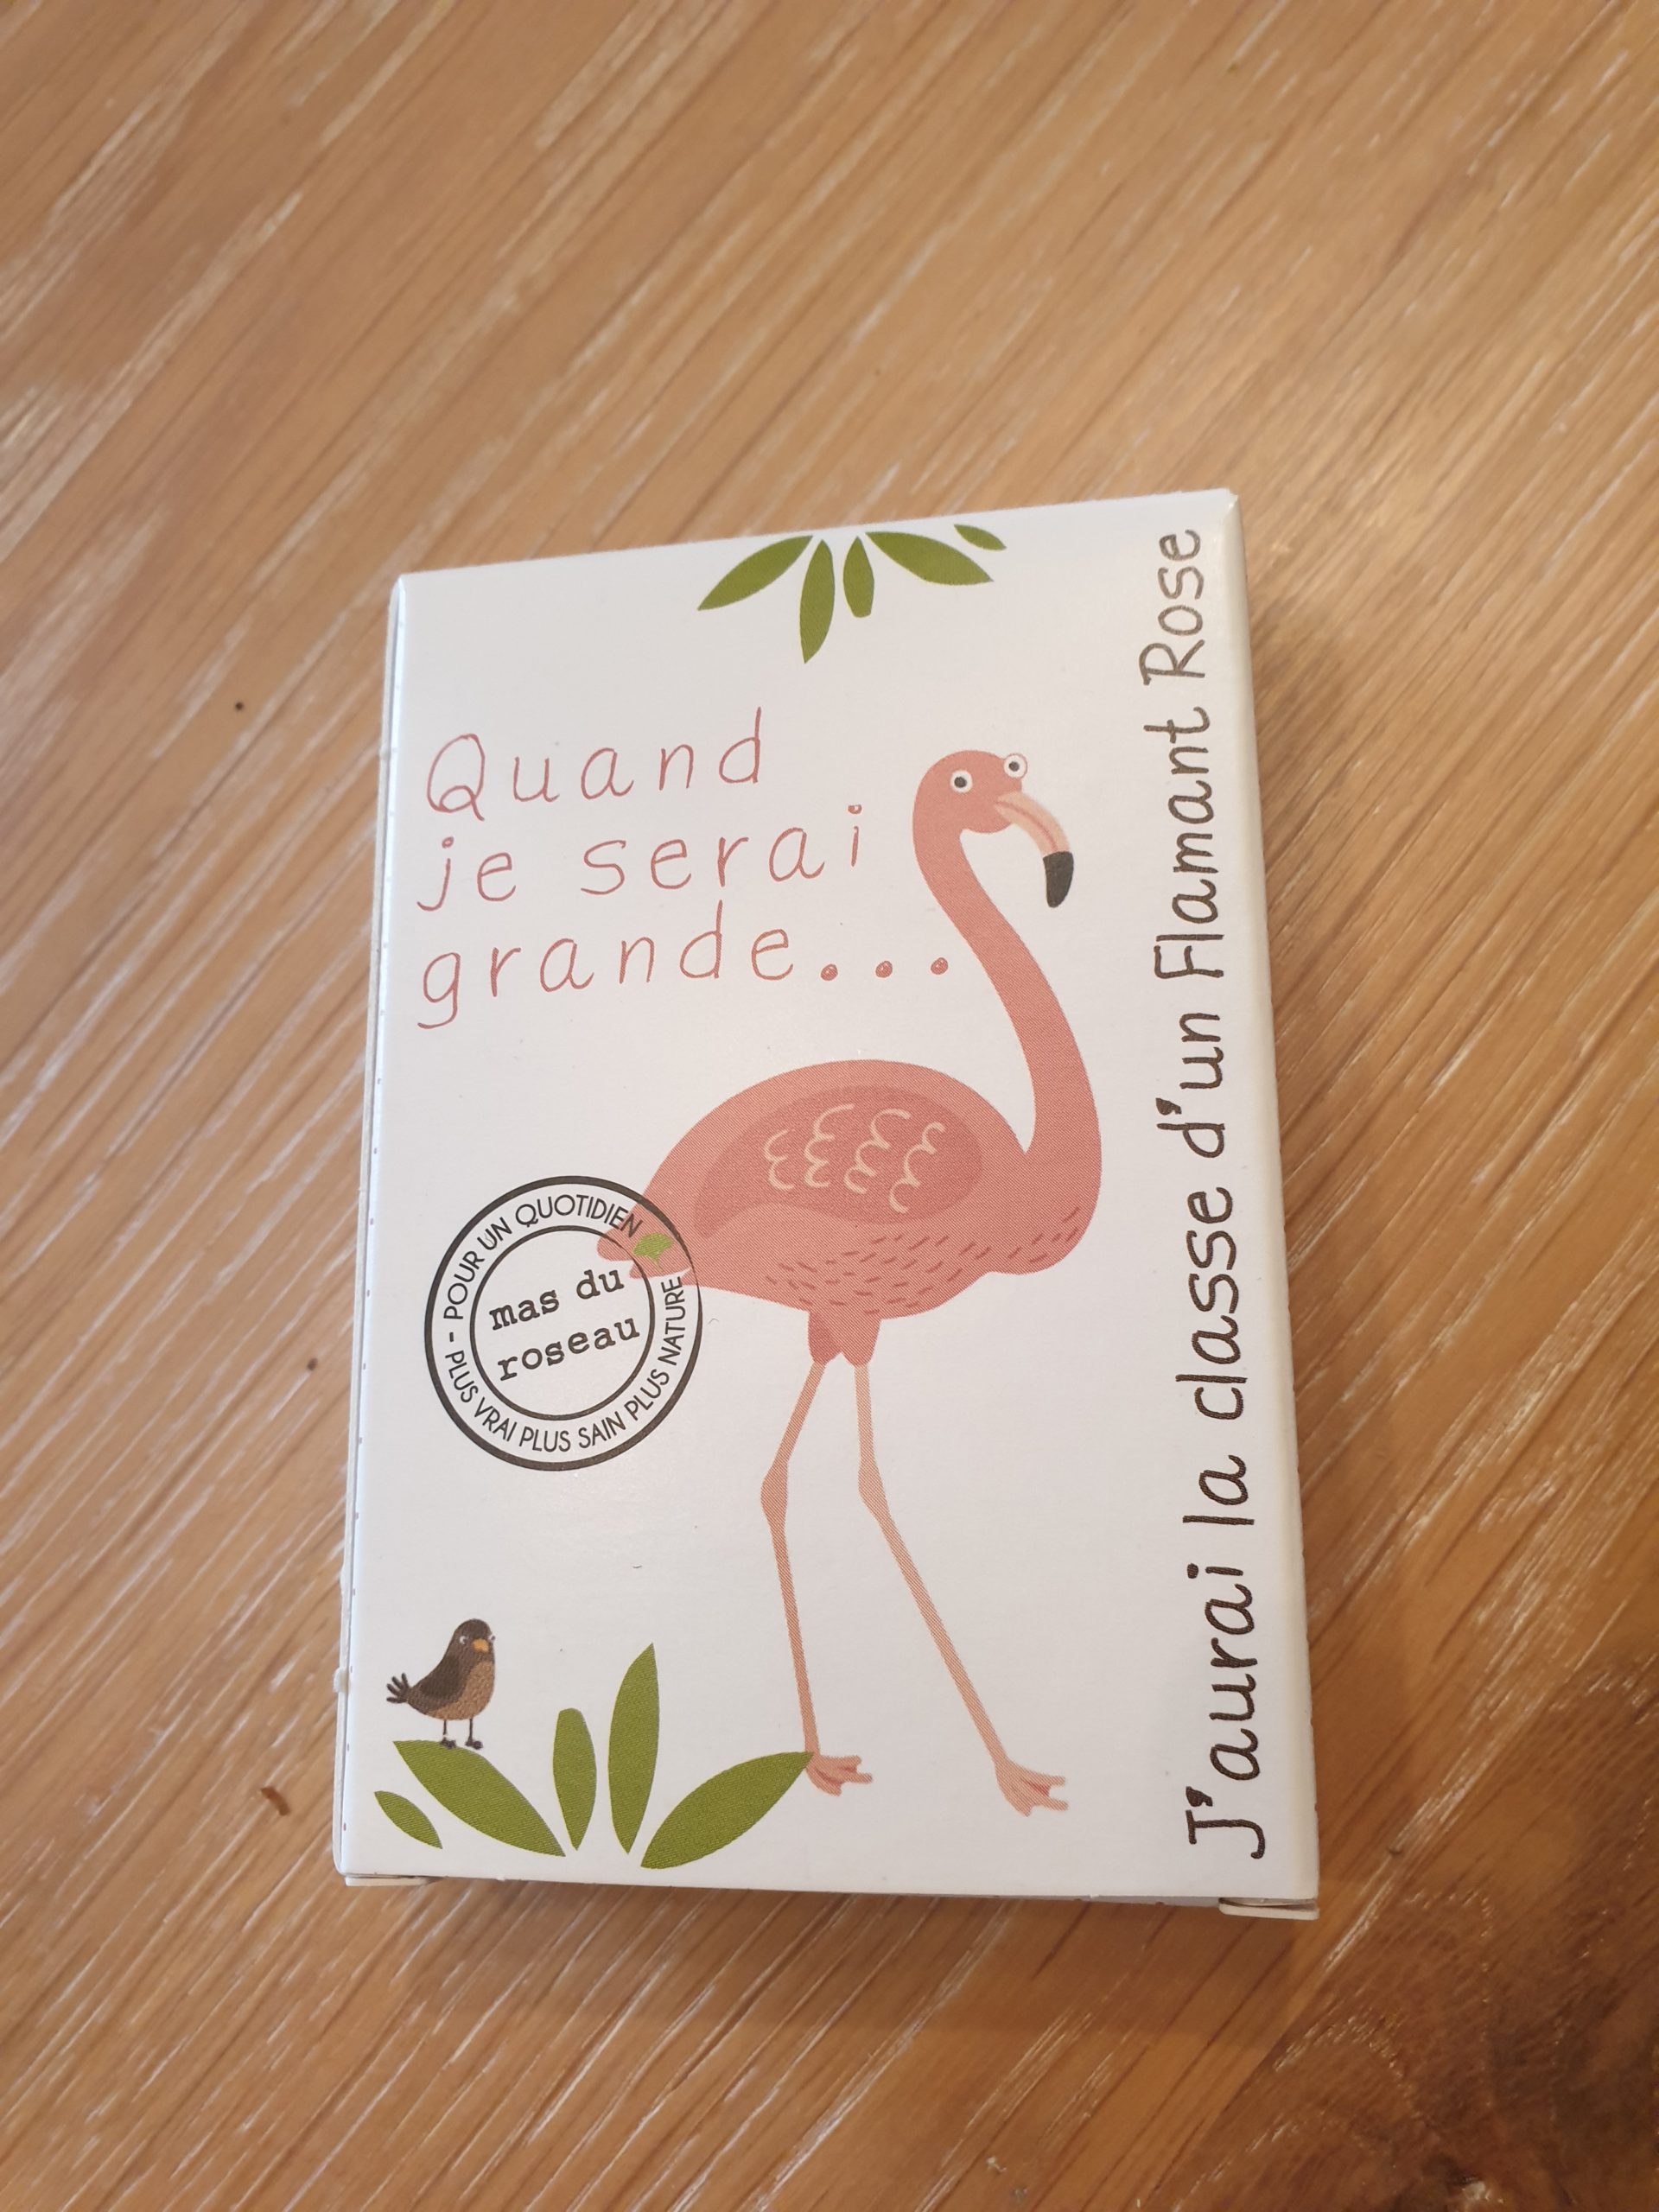 Quand
je serai
grande...
J'aurai la classe d'un Flamant Rose
- POUR UN QUOTIDIEN
- PLUS VRAI PLUS SAIN PLUS NATURE
mas du
roseau